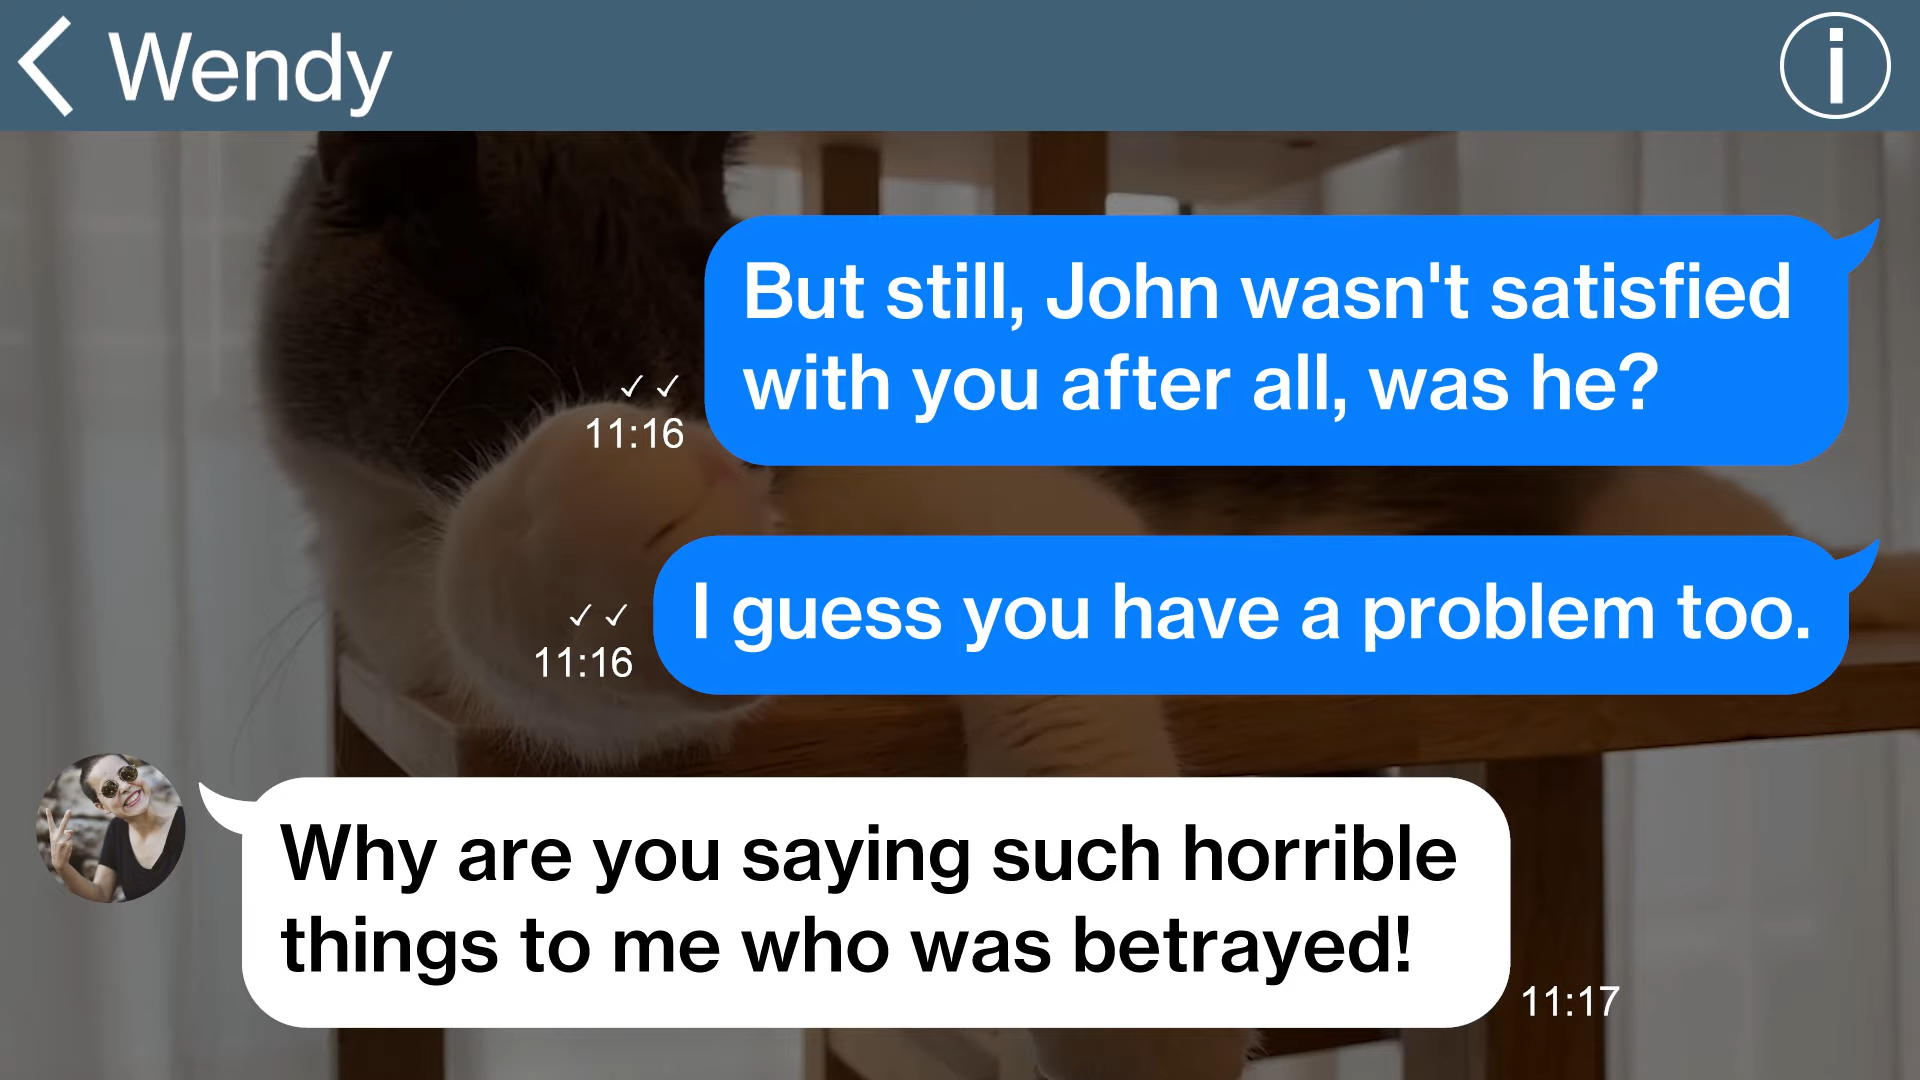 Wendy
But still, John wasn't satisfied
with you after all, was he?
11:16
I guess you have a problem too.
11:16
Why are you saying such horrible
things to me who was betrayed!
11:17